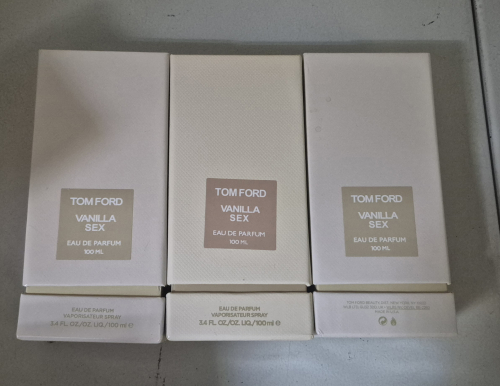 TOM FORD
VANILLA
SEX
EAU DE PARFUM
100 ML
EAU DE PARFUM
VAPORISATEUR SPRAY
3.4 FL. OZ/OZ. LIQ./100 ml e
TOM FORD
VANILLA
SEX
EAU DE PARFUM
100 ML
EAU DE PARFUM
VAPORISATEUR SPRAY
3.4 FL. OZ/OZ. LIQ./100 ml e
TOM FORD
VANILLA
SEX
EAU DE PARFUM
100 ML